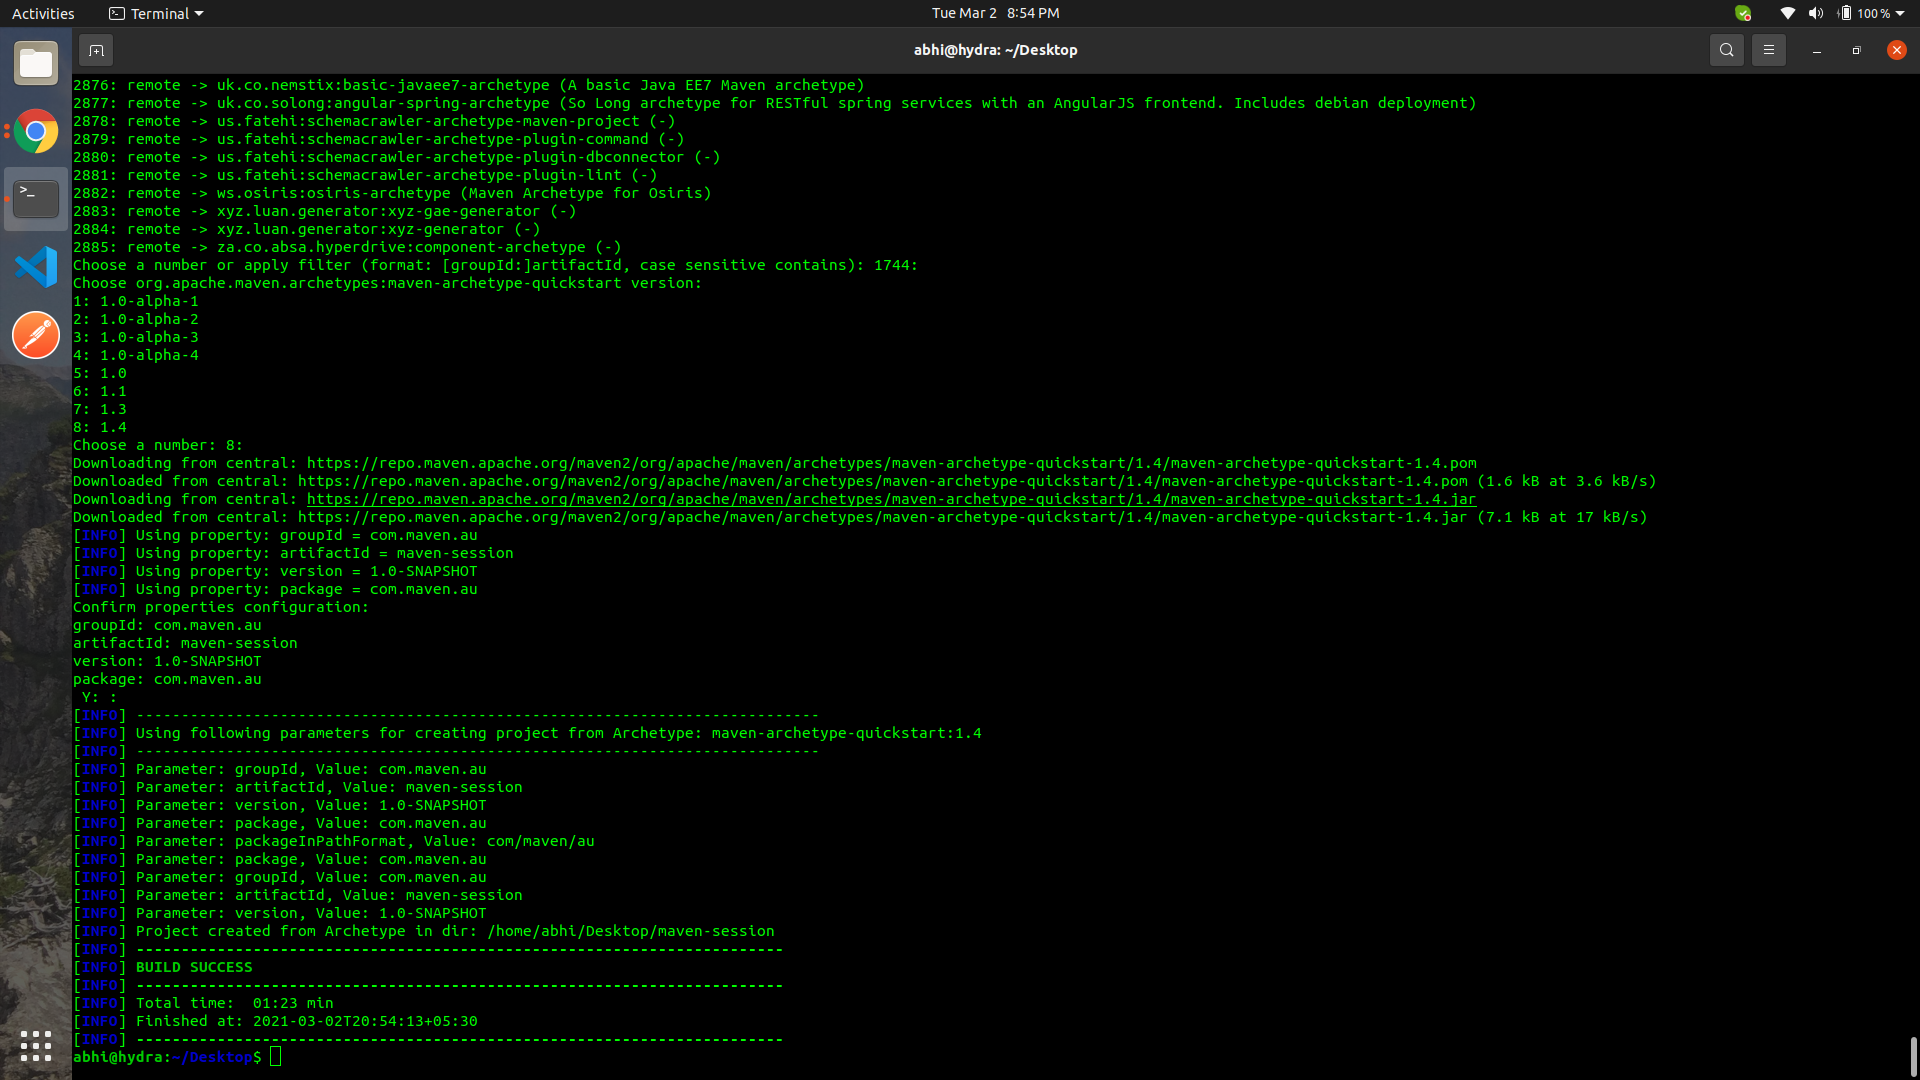 Activities
Terminal
Tue Mar 2 8:54 PM
100 %
abhi@hydra: ~/Desktop
2876: remote -> uk.co.nemstix:basic-javaee7-archetype (A basic Java EE7 Maven archetype)
2877: remote -> uk.co.solong:angular-spring-archetype (So Long archetype for RESTful spring services with an AngularJS frontend. Includes debian deployment)
2878: remote -> us.fatehi:schemacrawler-archetype-maven-project (-)
2879: remote -> us.fatehi:schemacrawler-archetype-plugin-command (-)
2880: remote -> us.fatehi:schemacrawler-archetype-plugin-dbconnector (-)
2881: remote -> us.fatehi:schemacrawler-archetype-plugin-lint (-)
2882: remote -> ws.osiris:osiris-archetype (Maven Archetype for Osiris)
2883: remote -> xyz.luan.generator:xyz-gae-generator (-)
2884: remote -> xyz.luan.generator:xyz-generator (-)
2885: remote -> za.co.absa.hyperdrive:component-archetype (-)
Choose a number or apply filter (format: [groupId:]artifactId, case sensitive contains): 1744:
Choose org.apache.maven.archetypes:maven-archetype-quickstart version:
1: 1.0-alpha-1
2: 1.0-alpha-2
3: 1.0-alpha-3
4: 1.0-alpha-4
5: 1.0
6: 1.1
7: 1.3
8: 1.4
Choose a number: 8:
Downloading from central: https://repo.maven.apache.org/maven2/org/apache/maven/archetypes/maven-archetype-quickstart/1.4/maven-archetype-quickstart-1.4.pom
Downloaded from central: https://repo.maven.apache.org/maven2/org/apache/maven/archetypes/maven-archetype-quickstart/1.4/maven-archetype-quickstart-1.4.pom (1.6 kB at 3.6 kB/s)
Downloading from central: https://repo.maven.apache.org/maven2/org/apache/maven/archetypes/maven-archetype-quickstart/1.4/maven-archetype-quickstart-1.4.jar
Downloaded from central: https://repo.maven.apache.org/maven2/org/apache/maven/archetypes/maven-archetype-quickstart/1.4/maven-archetype-quickstart-1.4.jar (7.1 kB at 17 kB/s)
[INFO] Using property: groupId = com.maven.au
[INFO] Using property: artifactId = maven-session
[INFO] Using property: version = 1.0-SNAPSHOT
[INFO] Using property: package = com.maven.au
Confirm properties configuration:
groupId: com.maven.au
artifactId: maven-session
version: 1.0-SNAPSHOT
package: com.maven.au
Y: :
[INFO] ----------------------------------------------------------------------------
[INFO] Using following parameters for creating project from Archetype: maven-archetype-quickstart:1.4
[INFO] ----------------------------------------------------------------------------
[INFO] Parameter: groupId, Value: com.maven.au
[INFO] Parameter: artifactId, Value: maven-session
[INFO] Parameter: version, Value: 1.0-SNAPSHOT
[INFO] Parameter: package, Value: com.maven.au
[INFO] Parameter: packageInPathFormat, Value: com/maven/au
[INFO] Parameter: package, Value: com.maven.au
[INFO] Parameter: groupId, Value: com.maven.au
[INFO] Parameter: artifactId, Value: maven-session
[INFO] Parameter: version, Value: 1.0-SNAPSHOT
[INFO] Project created from Archetype in dir: /home/abhi/Desktop/maven-session
[INFO] ------------------------------------------------------------------------
[INFO] BUILD SUCCESS
[INFO] ------------------------------------------------------------------------
[INFO] Total time:  01:23 min
[INFO] Finished at: 2021-03-02T20:54:13+05:30
[INFO] ------------------------------------------------------------------------
abhi@hydra:~/Desktop$